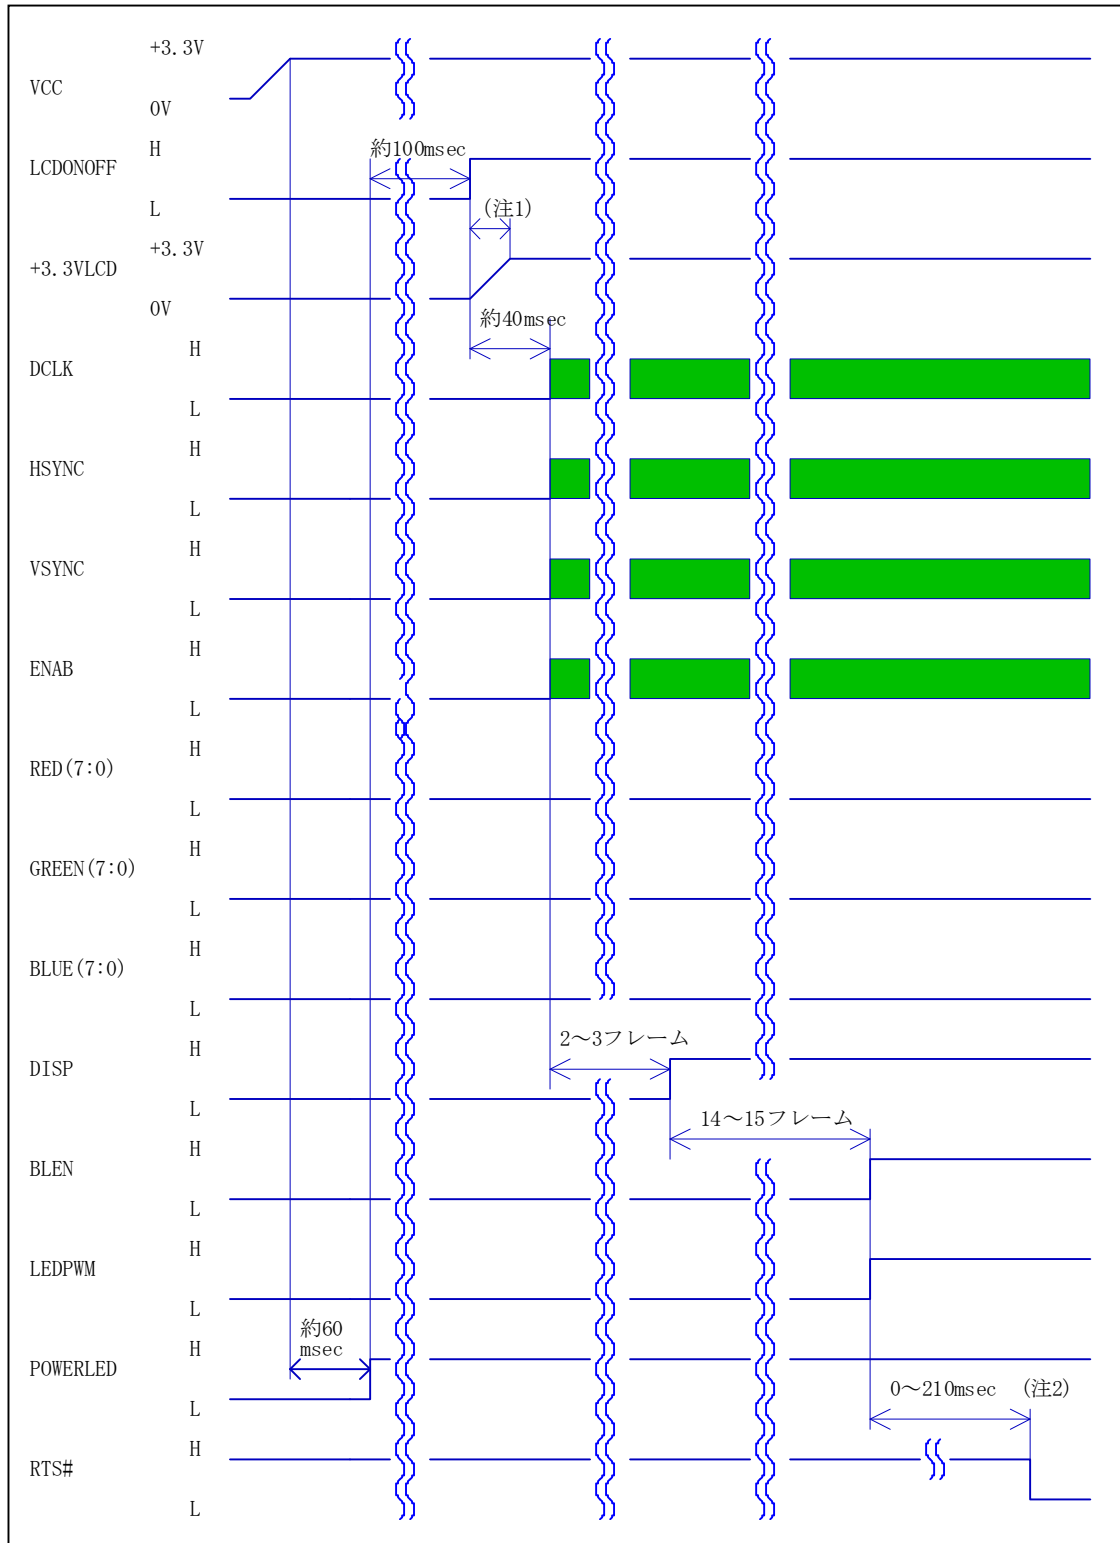 +3.3V
VCC
0V
H
約100msec
LCDONOFF
L
(注1)
+3.3V
+3.3VLCD
0V
約40msec
H
DCLK
L
H
HSYNC
L
H
VSYNC
L
H
ENAB
L
H
RED(7:0)
L
H
GREEN(7:0)
L
H
BLUE(7:0)
L
2～3フレーム
H
DISP
L
14～15フレーム
H
BLEN
L
H
LEDPWM
L
約60
msec
H
POWERLED
L
0～210msec (注2)
H
RTS#
L